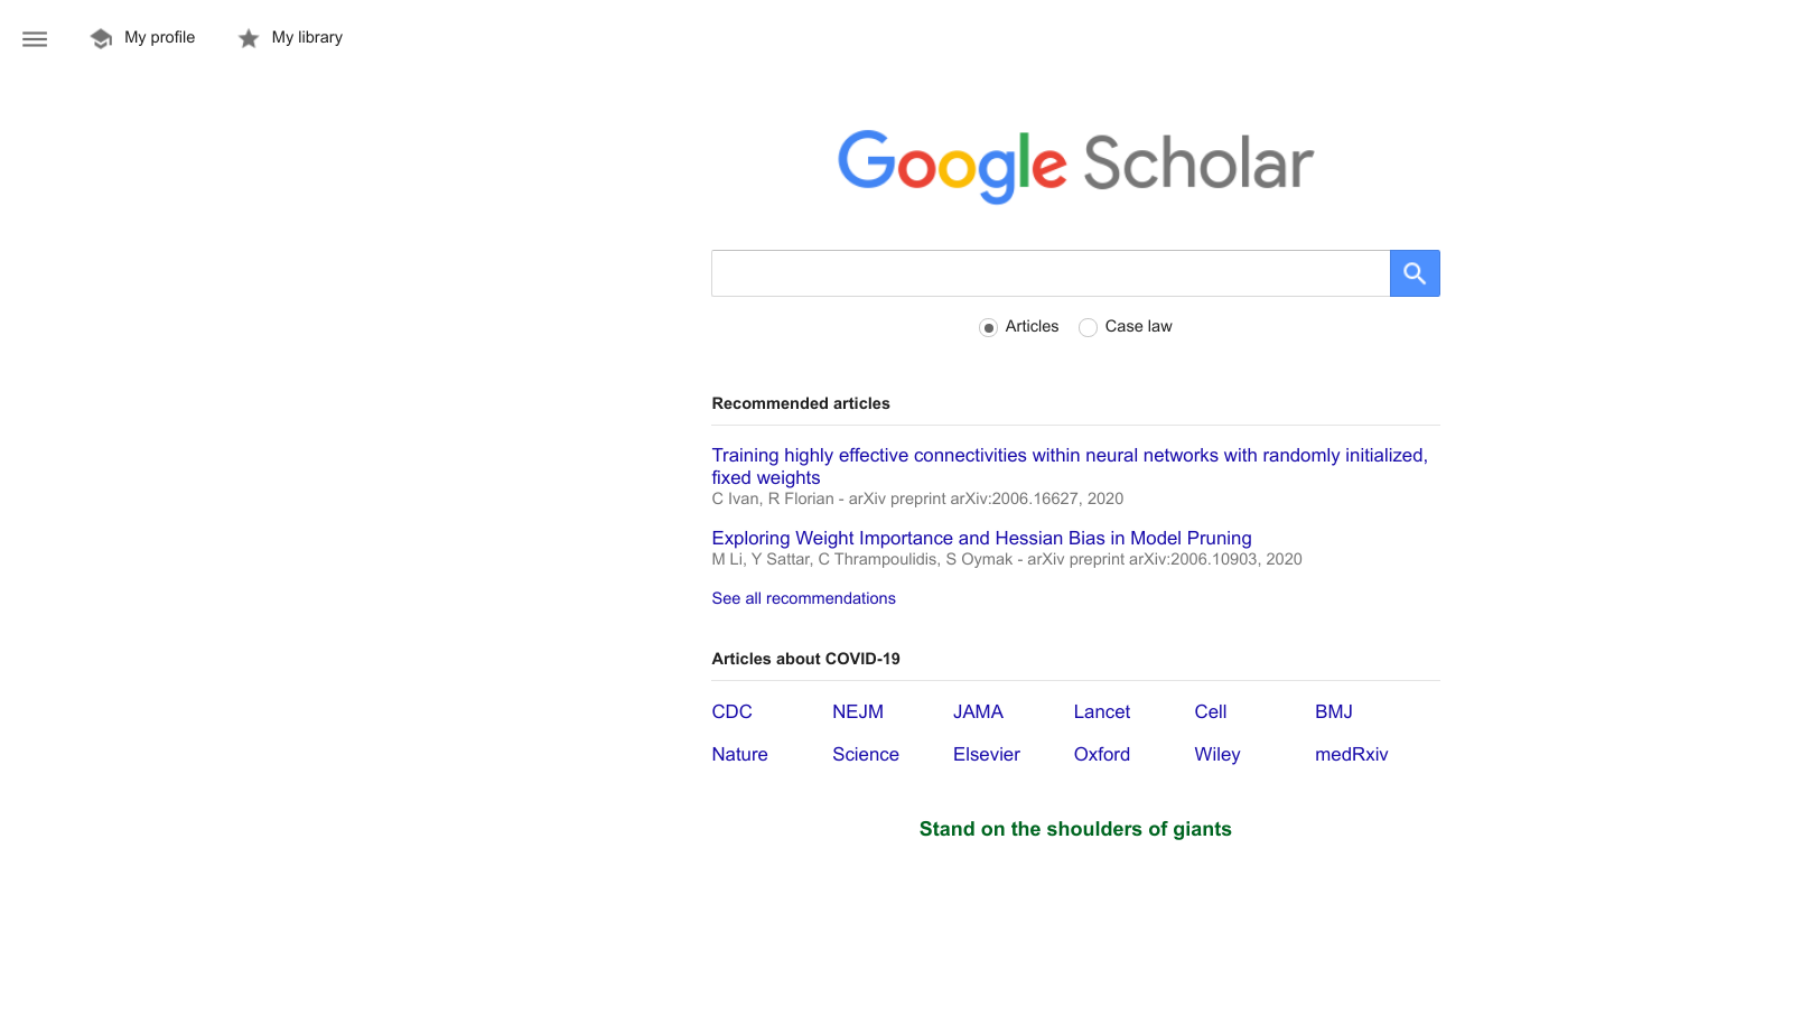 My profile
My library
Google Scholar
Articles
Case law
Recommended articles
Training highly effective connectivities within neural networks with randomly initialized,
fixed weights
C Ivan, R Florian - arXiv preprint arXiv:2006.16627, 2020
Exploring Weight Importance and Hessian Bias in Model Pruning
M Li, Y Sattar, C Thrampoulidis, S Oymak - arXiv preprint arXiv:2006.10903, 2020
See all recommendations
Articles about COVID-19
CDC NEJM JAMA Lancet Cell BMJ
Nature Science Elsevier Oxford Wiley medRxiv
Stand on the shoulders of giants